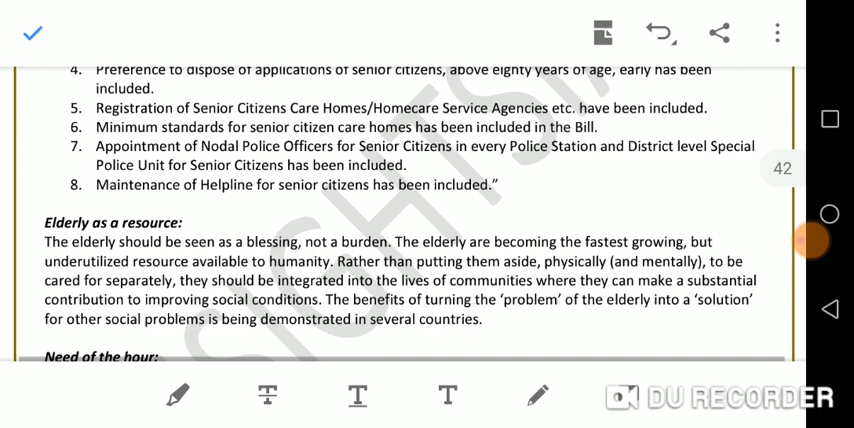 4. Preference to dispose of applications of senior citizens, above eighty years of age, early has been
included.
5. Registration of Senior Citizens Care Homes/Homecare Service Agencies etc. have been included.
6. Minimum standards for senior citizen care homes has been included in the Bill.
7. Appointment of Nodal Police Officers for Senior Citizens in every Police Station and District level Special
Police Unit for Senior Citizens has been included.
8. Maintenance of Helpline for senior citizens has been included.”
42
Elderly as a resource:
The elderly should be seen as a blessing, not a burden. The elderly are becoming the fastest growing, but
underutilized resource available to humanity. Rather than putting them aside, physically (and mentally), to be
cared for separately, they should be integrated into the lives of communities where they can make a substantial
contribution to improving social conditions. The benefits of turning the ‘problem’ of the elderly into a ‘solution’
for other social problems is being demonstrated in several countries.
Need of the hour:
T T T
DU RECORDER